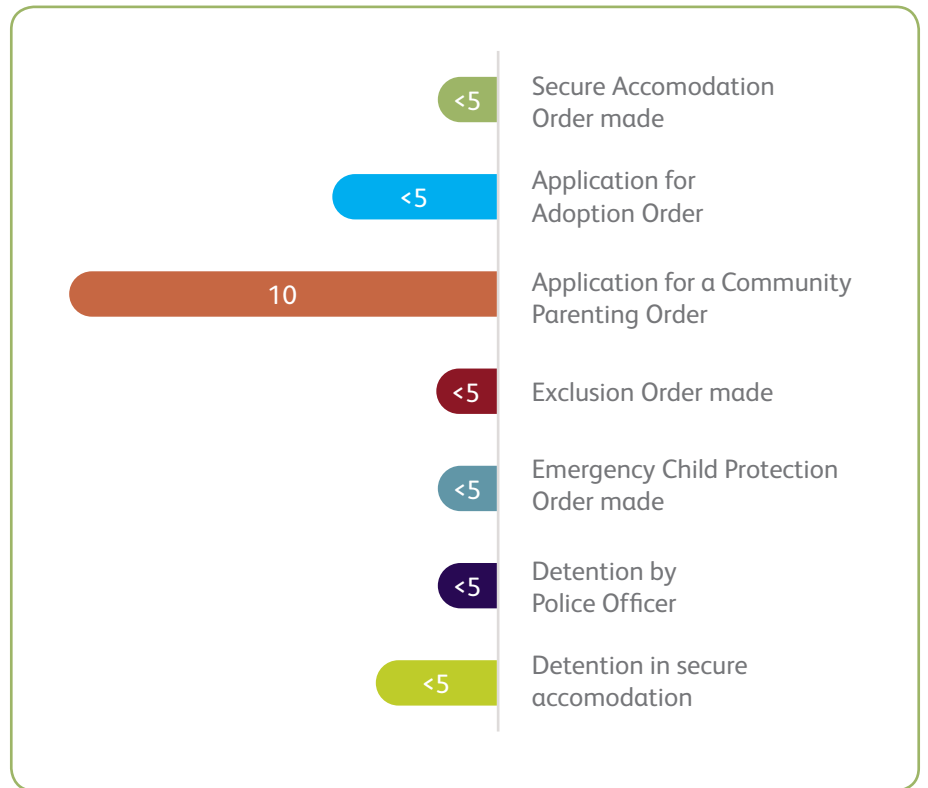 <5
Secure Accomodation
Order made
<5
Application for
Adoption Order
10
Application for a Community
Parenting Order
<5
Exclusion Order made
<5
Emergency Child Protection
Order made
<5
Detention by
Police Officer
<5
Detention in secure
accomodation